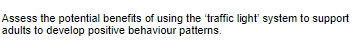 Assess the potential benefits of using the ‘traffic light’ system to support
adults to develop positive behaviour patterns.